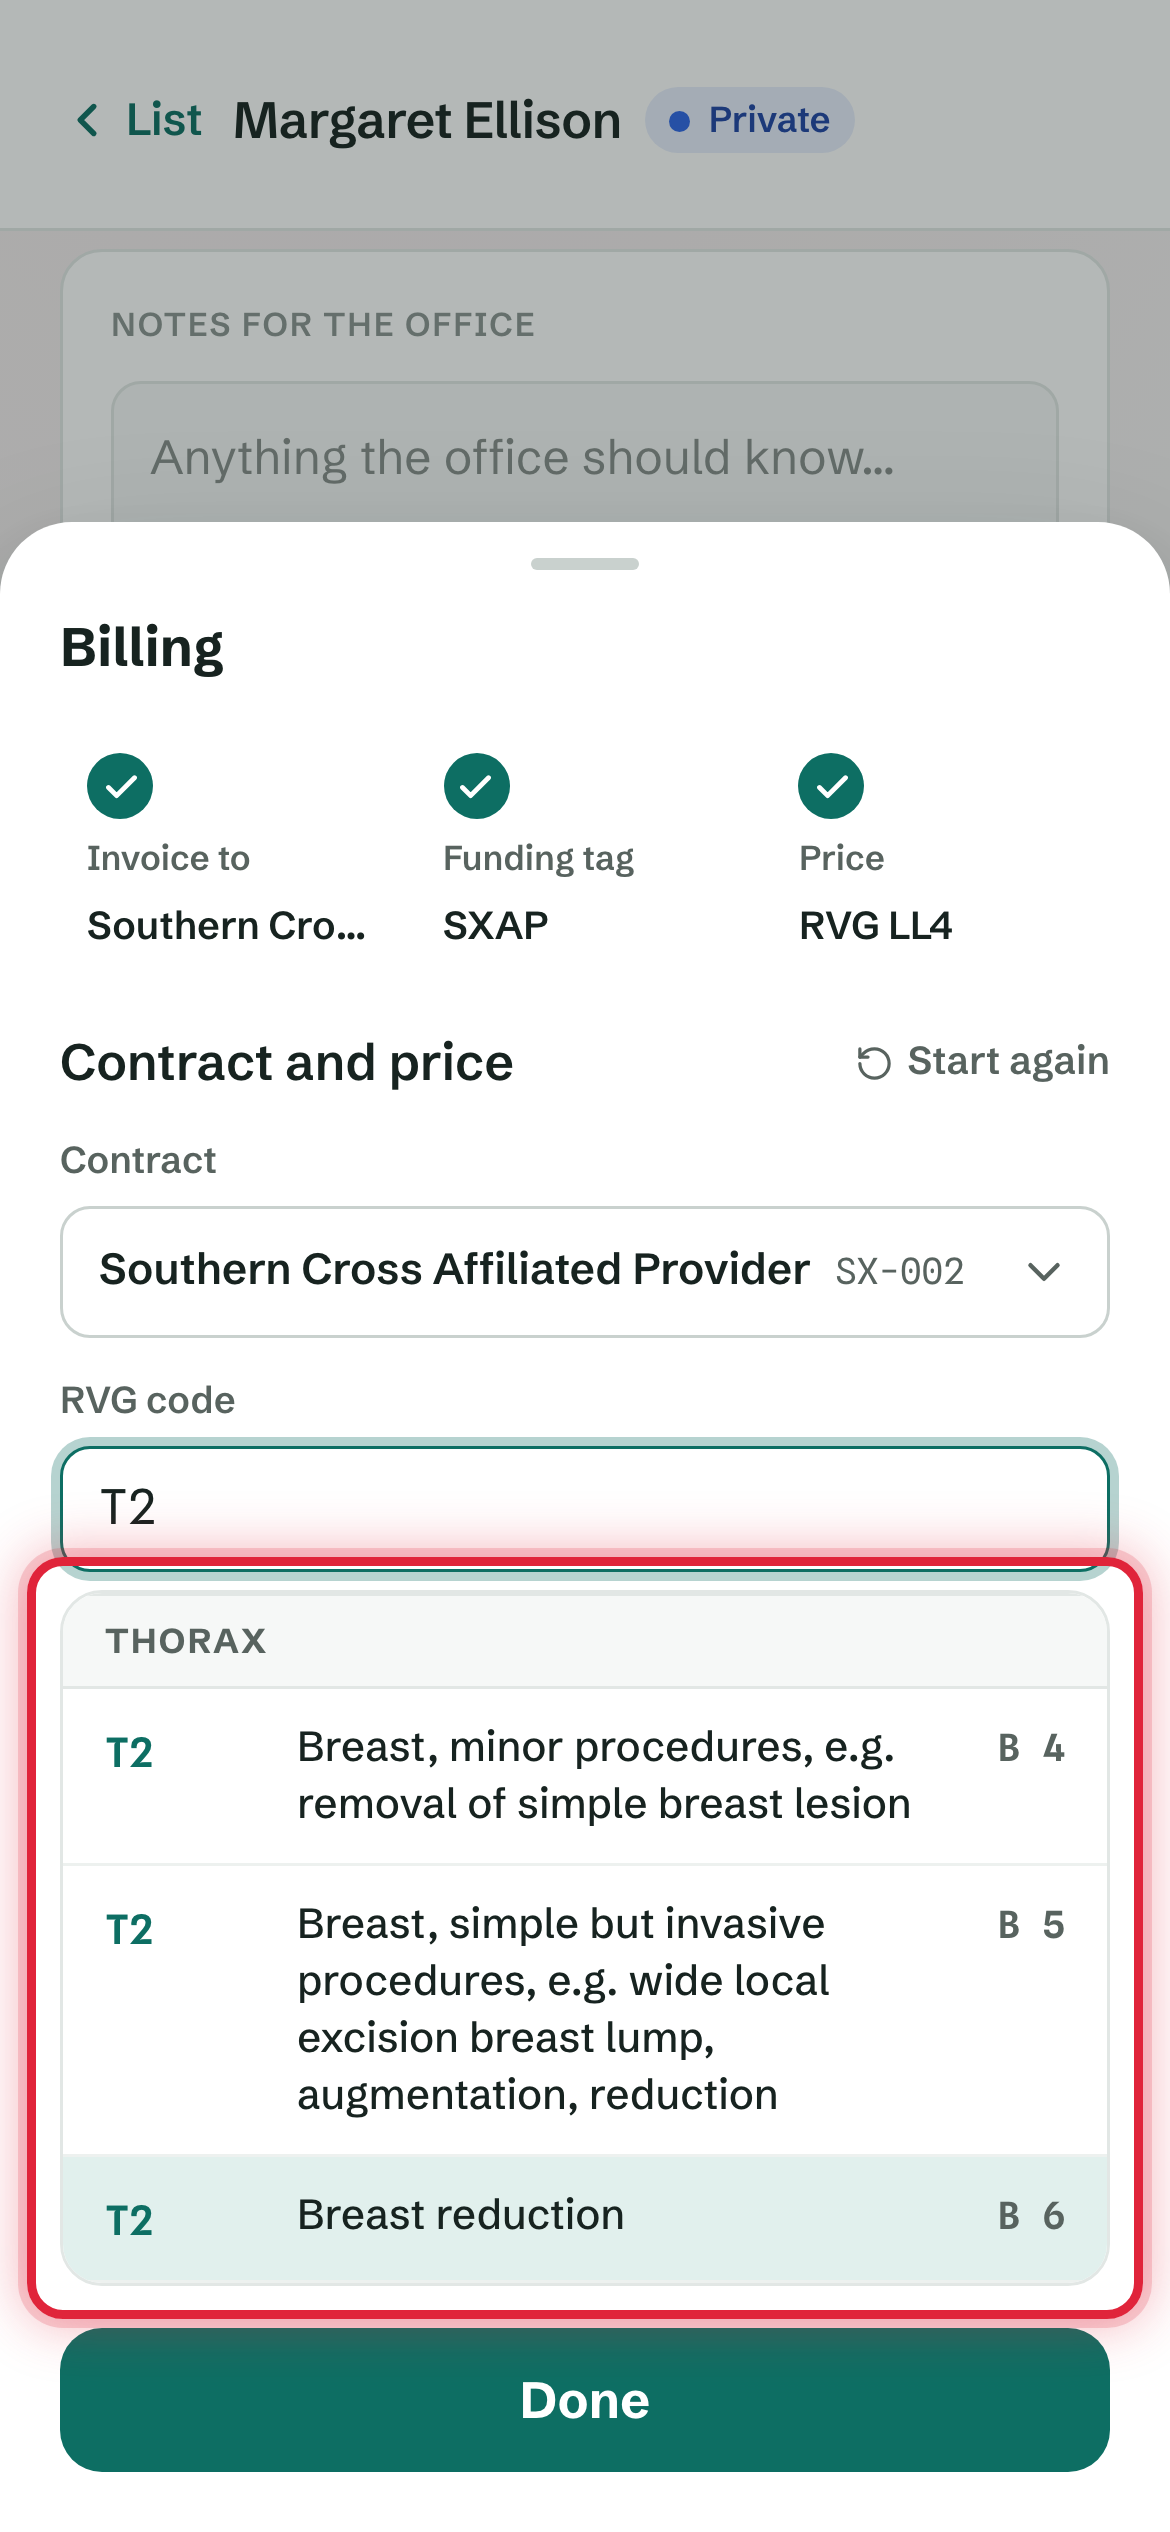 List Margaret Ellison Private
NOTES FOR THE OFFICE
Anything the office should know...
Billing
Invoice to Funding tag Price
Southern Cro... SXAP RVG LL4
Contract and price Start again
Contract
Southern Cross Affiliated Provider SX-002
RVG code
T2
THORAX
T2 Breast, minor procedures, e.g. B 4
removal of simple breast lesion
T2 Breast, simple but invasive B 5
procedures, e.g. wide local
excision breast lump,
augmentation, reduction
T2 Breast reduction B 6
Done